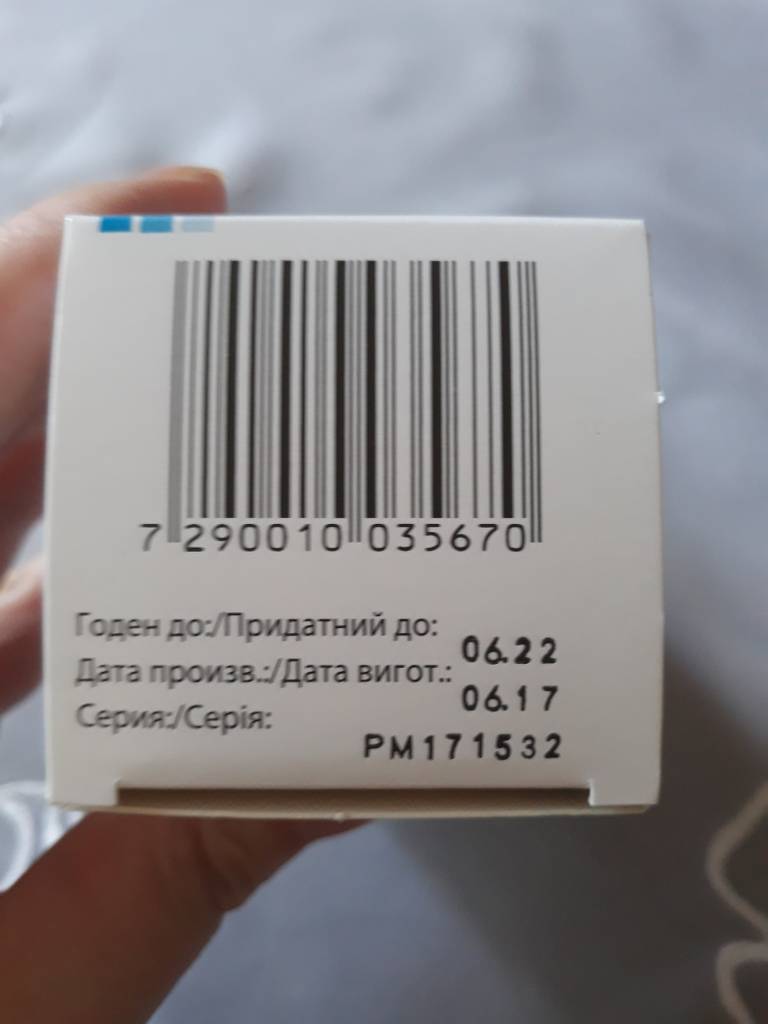 7 290010 035670
Годен до:/Придатний до: 06.22
Дата произв.:/Дата вигот.: 06.17
Серия:/Серія: PM171532